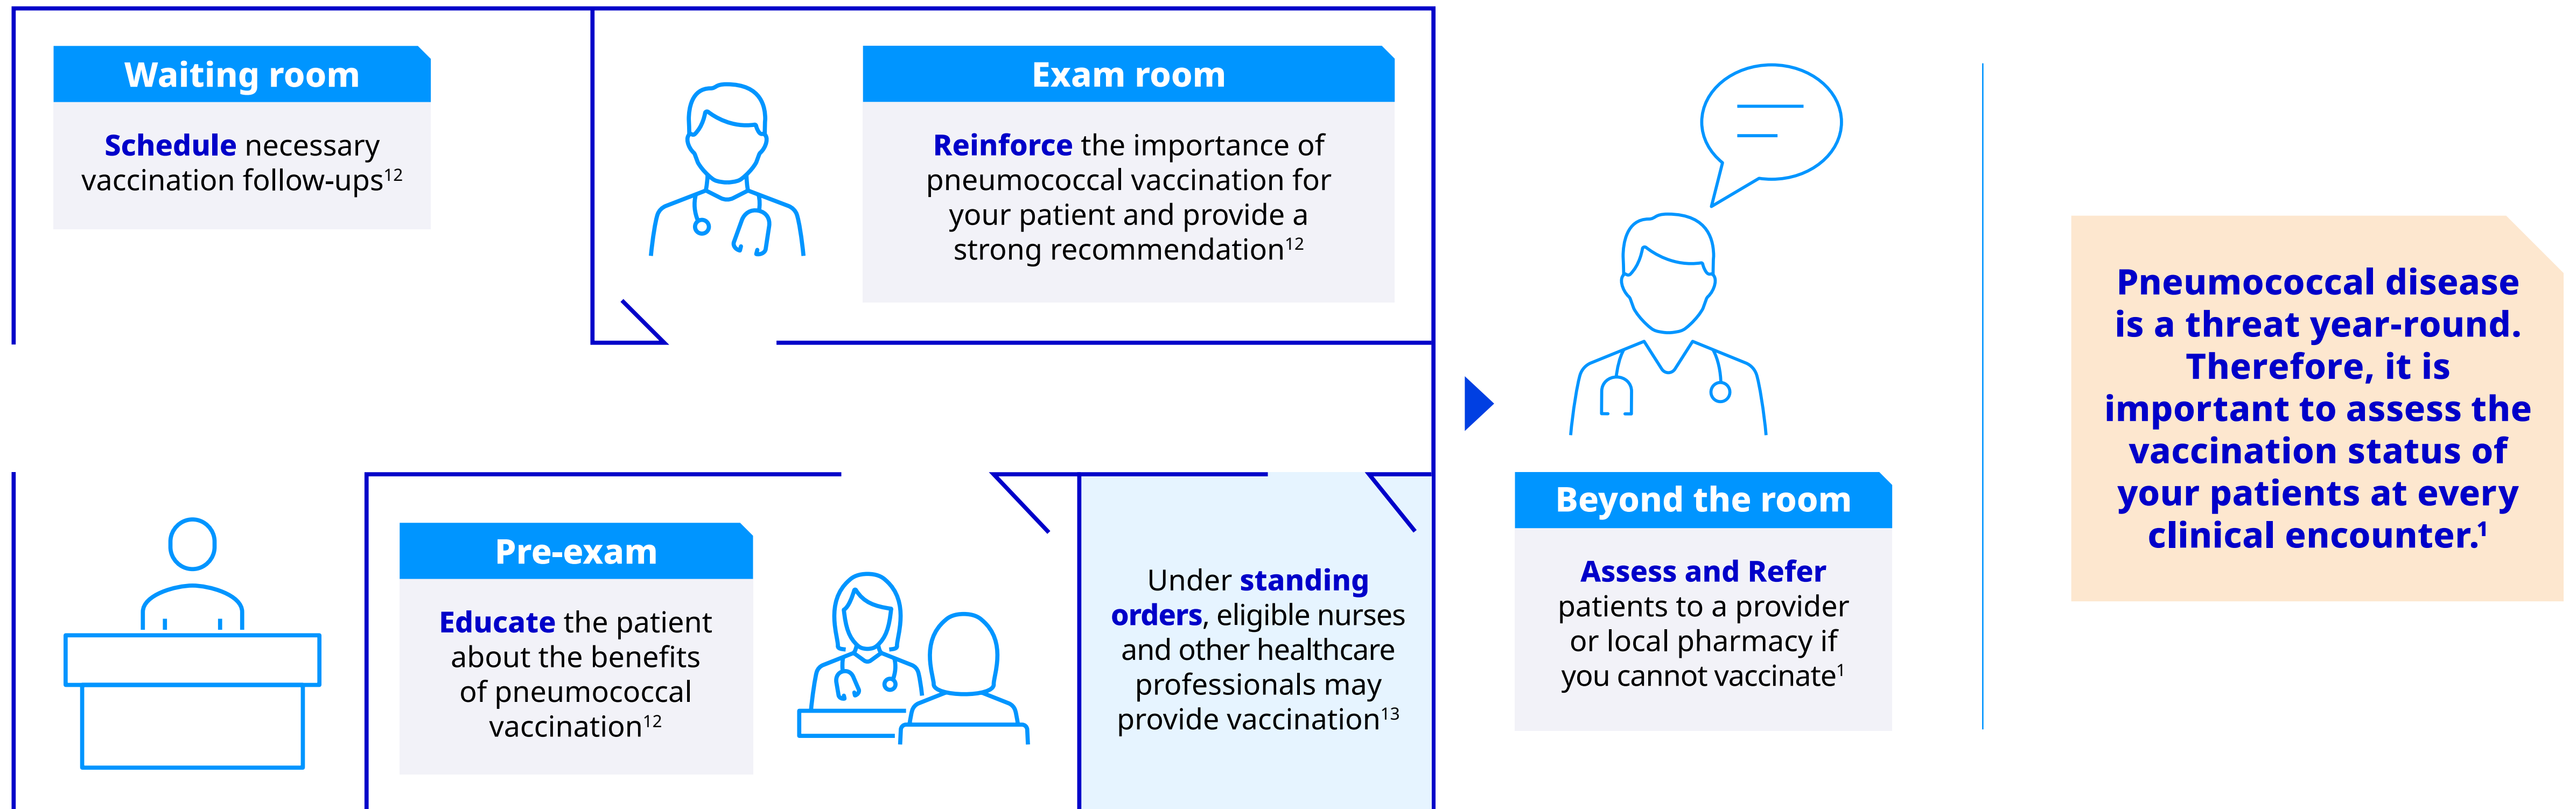 Waiting room
Schedule necessary
vaccination follow-ups¹²
Exam room
Reinforce the importance of
pneumococcal vaccination for
your patient and provide a
strong recommendation¹²
Pre-exam
Educate the patient
about the benefits
of pneumococcal
vaccination¹²
Under standing
orders, eligible nurses
and other healthcare
professionals may
provide vaccination¹³
Beyond the room
Assess and Refer
patients to a provider
or local pharmacy if
you cannot vaccinate¹
Pneumococcal disease
is a threat year-round.
Therefore, it is
important to assess the
vaccination status of
your patients at every
clinical encounter.¹